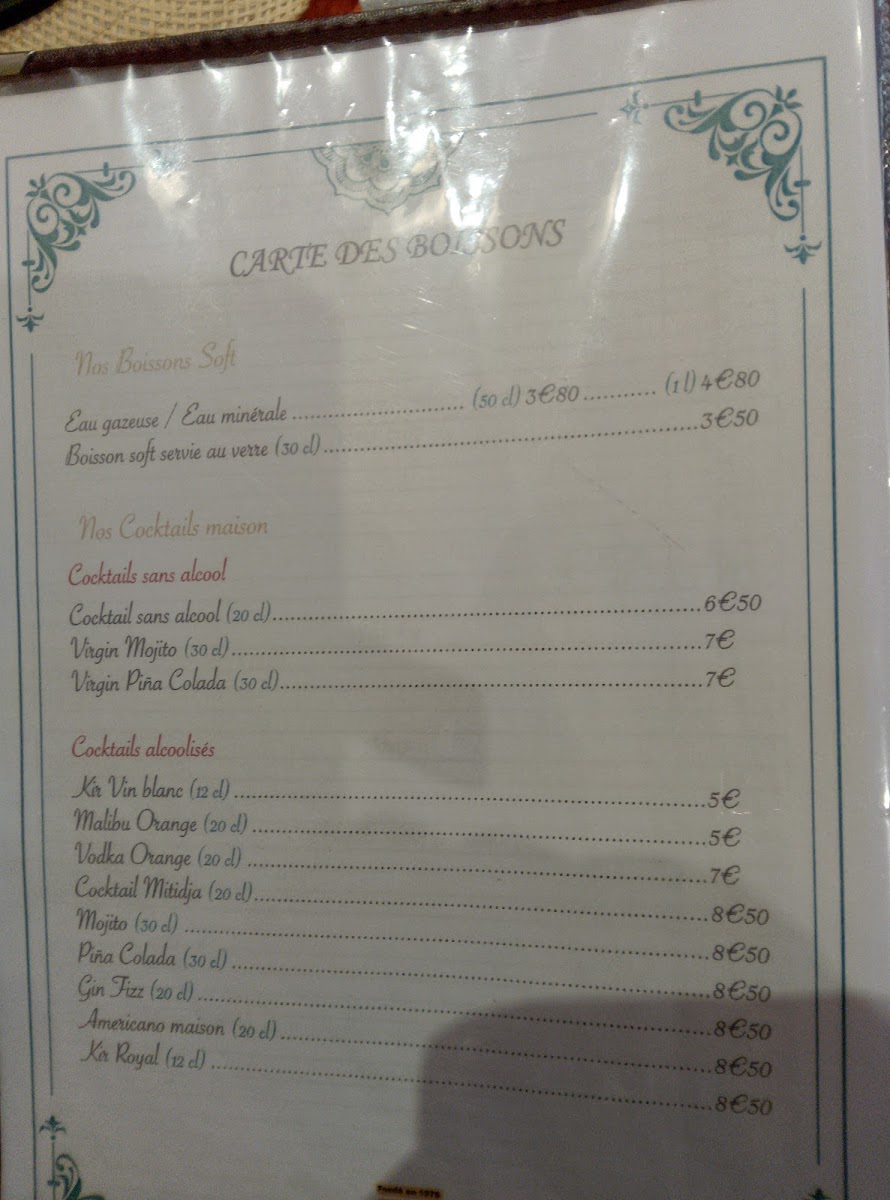 CARTE DES BOISSONS
Nos Boissons Soft
Eau gazeuse / Eau minérale ........................... (50 cl) 3€80 ........... (1 l) 4€80
Boisson soft servie au verre (30 cl)............................................................3€50
Nos Cocktails maison
Cocktails sans alcool
Cocktail sans alcool (20 cl)......................................................................6€50
Virgin Mojito (30 cl)..............................................................................7€
Virgin Piña Colada (30 cl)......................................................................7€
Cocktails alcoolisés
Kir Vin blanc (12 cl) ..............................................................................5€
Malibu Orange (20 cl) ...........................................................................5€
Vodka Orange (20 cl) ............................................................................7€
Cocktail Mitidja (20 cl)...........................................................................8€50
Mojito (30 cl) .......................................................................................8€50
Piña Colada (30 cl) ...............................................................................8€50
Gin Fizz (20 cl) .....................................................................................8€50
Americano maison (20 cl) ......................................................................8€50
Kir Royal (12 cl) ...................................................................................8€50
Fondé en 1978